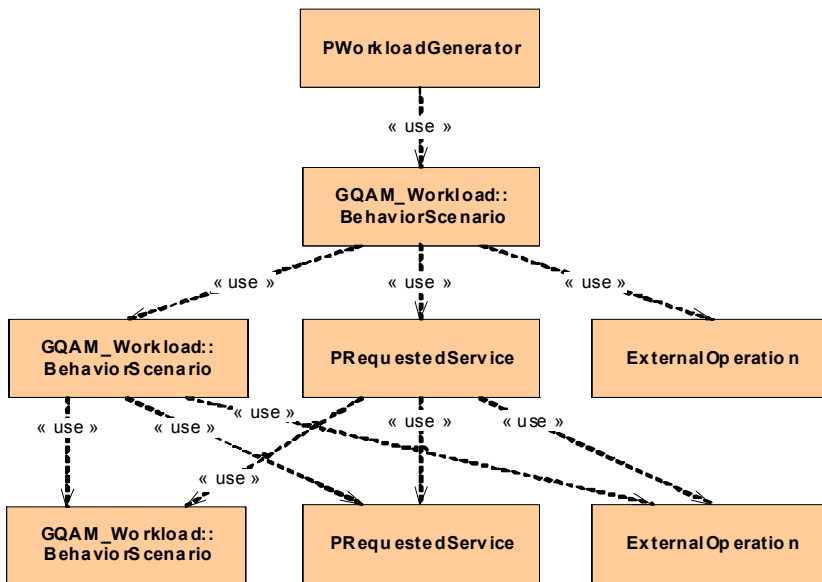 PWorkloadGenerator
« use »
GQAM_Workload::
BehaviorScenario
« use » « use » « use »
GQAM_Workload::
BehaviorScenario
PRequestedService
ExternalOperation
« use » « use » « use » « use » « use »
« use »
GQAM_Workload::
BehaviorScenario
PRequestedService
ExternalOperation